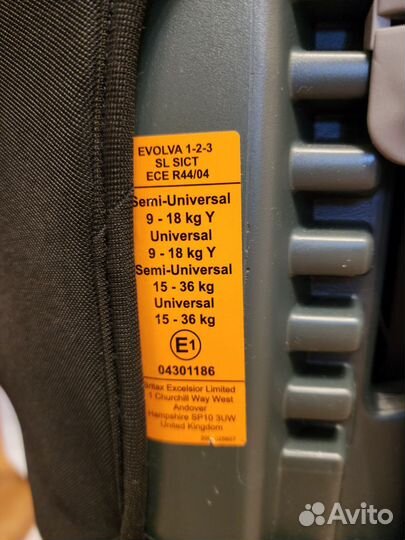 EVOLVA 1-2-3
SL SICT
ECE R44/04
Semi-Universal
9 - 18 kg Y
Universal
9 - 18 kg Y
Semi-Universal
15 - 36 kg
Universal
15 - 36 kg
E1
04301186
Britax Excelsior Limited
1 Churchill Way West
Andover
Hampshire SP10 3UW
United Kingdom
Avito